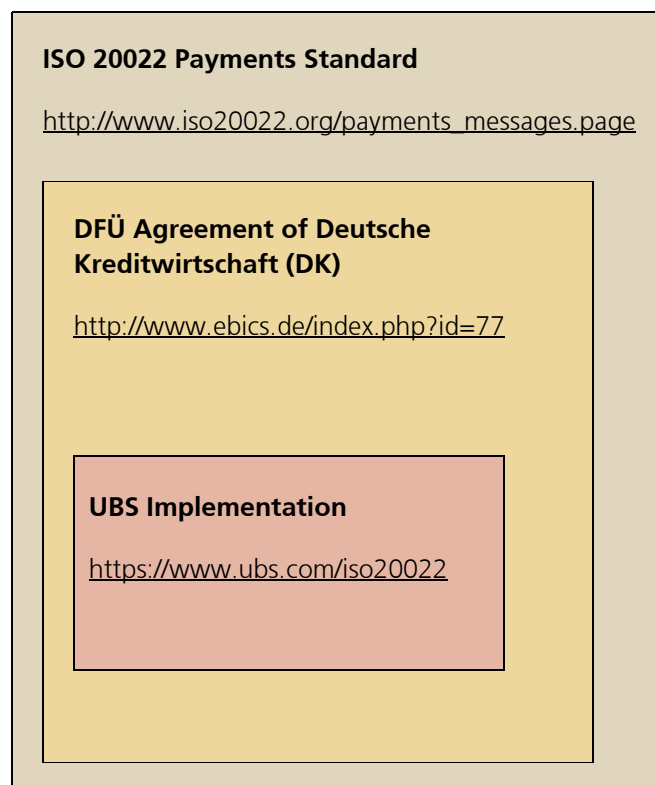 ISO 20022 Payments Standard
http://www.iso20022.org/payments_messages.page
DFÜ Agreement of Deutsche
Kreditwirtschaft (DK)
http://www.ebics.de/index.php?id=77
UBS Implementation
https://www.ubs.com/iso20022